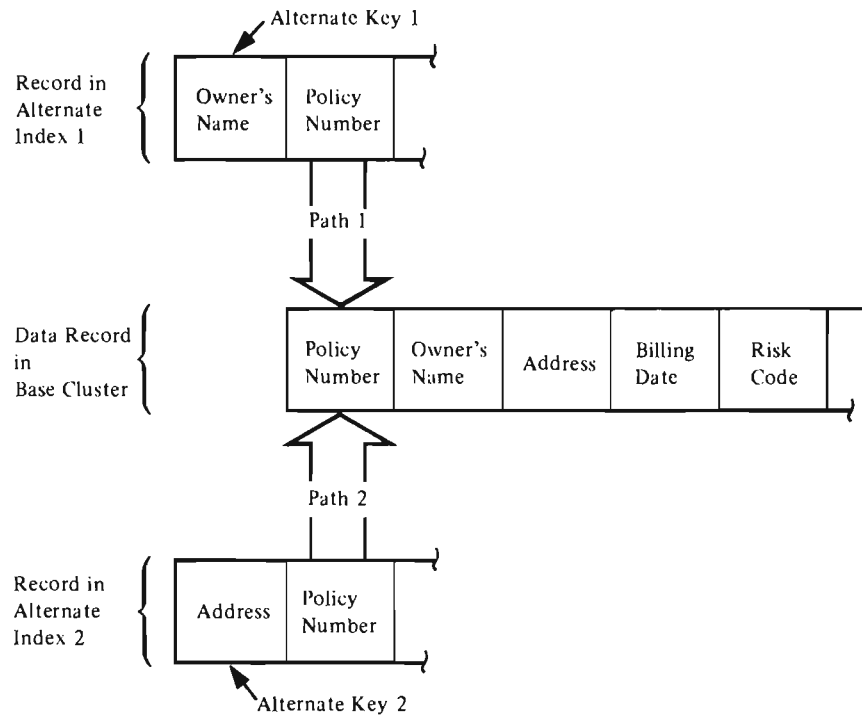 Alternate Key 1
Record in
Alternate
Index 1
Owner's
Name
Policy
Number
Path 1
Data Record
in
Base Cluster
Policy
Number
Owner's
Name
Address
Billing
Date
Risk
Code
Path 2
Record in
Alternate
Index 2
Address
Policy
Number
Alternate Key 2